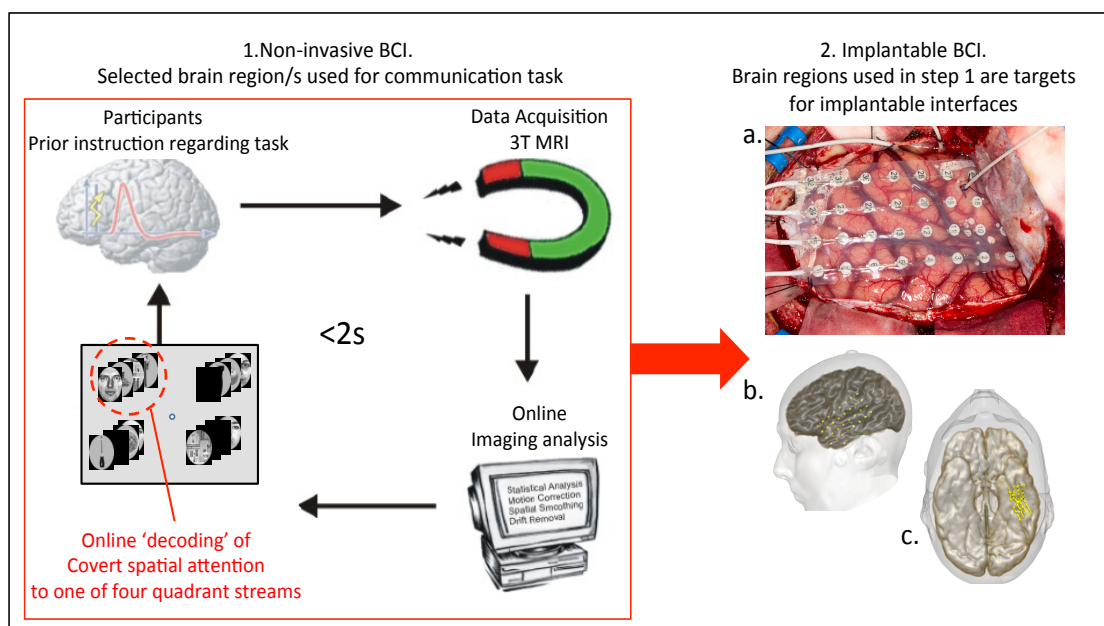 1.Non-invasive BCI.
Selected brain region/s used for communication task
Participants
Prior instruction regarding task
Data Acquisition
3T MRI
<2s
Online
Imaging analysis
Statistical Analysis
Motion Correction
Spatial Smoothing
Drift Removal
Online ‘decoding’ of
Covert spatial attention
to one of four quadrant streams
2. Implantable BCI.
Brain regions used in step 1 are targets
for implantable interfaces
a.
b.
c.